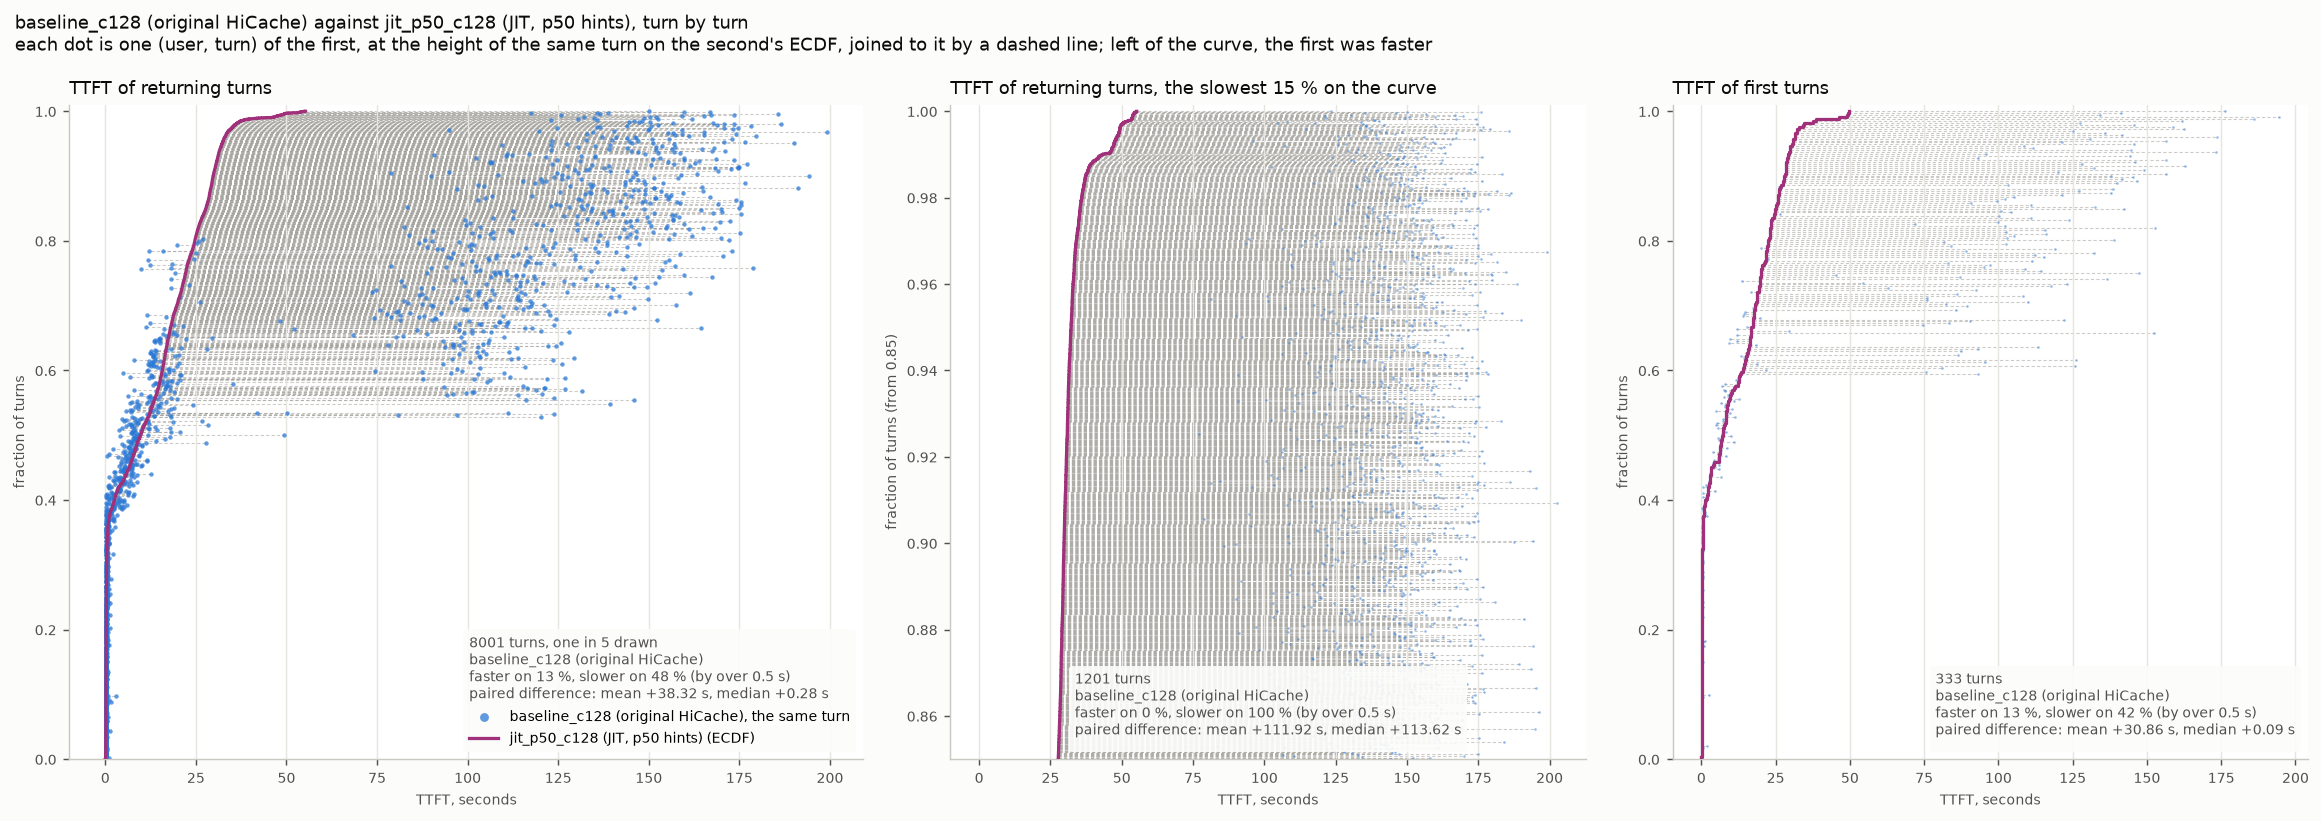 baseline_c128 (original HiCache) against jit_p50_c128 (JIT, p50 hints), turn by turn
each dot is one (user, turn) of the first, at the height of the same turn on the second's ECDF, joined to it by a dashed line; left of the curve, the first was faster
TTFT of returning turns
1.0
0.8
0.6
0.4
0.2
0.0
fraction of turns
0
25
50
75
100
125
150
175
200
TTFT, seconds
8001 turns, one in 5 drawn
baseline_c128 (original HiCache)
faster on 13 %, slower on 48 % (by over 0.5 s)
paired difference: mean +38.32 s, median +0.28 s
baseline_c128 (original HiCache), the same turn
jit_p50_c128 (JIT, p50 hints) (ECDF)
TTFT of returning turns, the slowest 15 % on the curve
1.00
0.98
0.96
0.94
0.92
0.90
0.88
0.86
fraction of turns (from 0.85)
0
25
50
75
100
125
150
175
200
TTFT, seconds
1201 turns
baseline_c128 (original HiCache)
faster on 0 %, slower on 100 % (by over 0.5 s)
paired difference: mean +111.92 s, median +113.62 s
TTFT of first turns
1.0
0.8
0.6
0.4
0.2
0.0
fraction of turns
0
25
50
75
100
125
150
175
200
TTFT, seconds
333 turns
baseline_c128 (original HiCache)
faster on 13 %, slower on 42 % (by over 0.5 s)
paired difference: mean +30.86 s, median +0.09 s